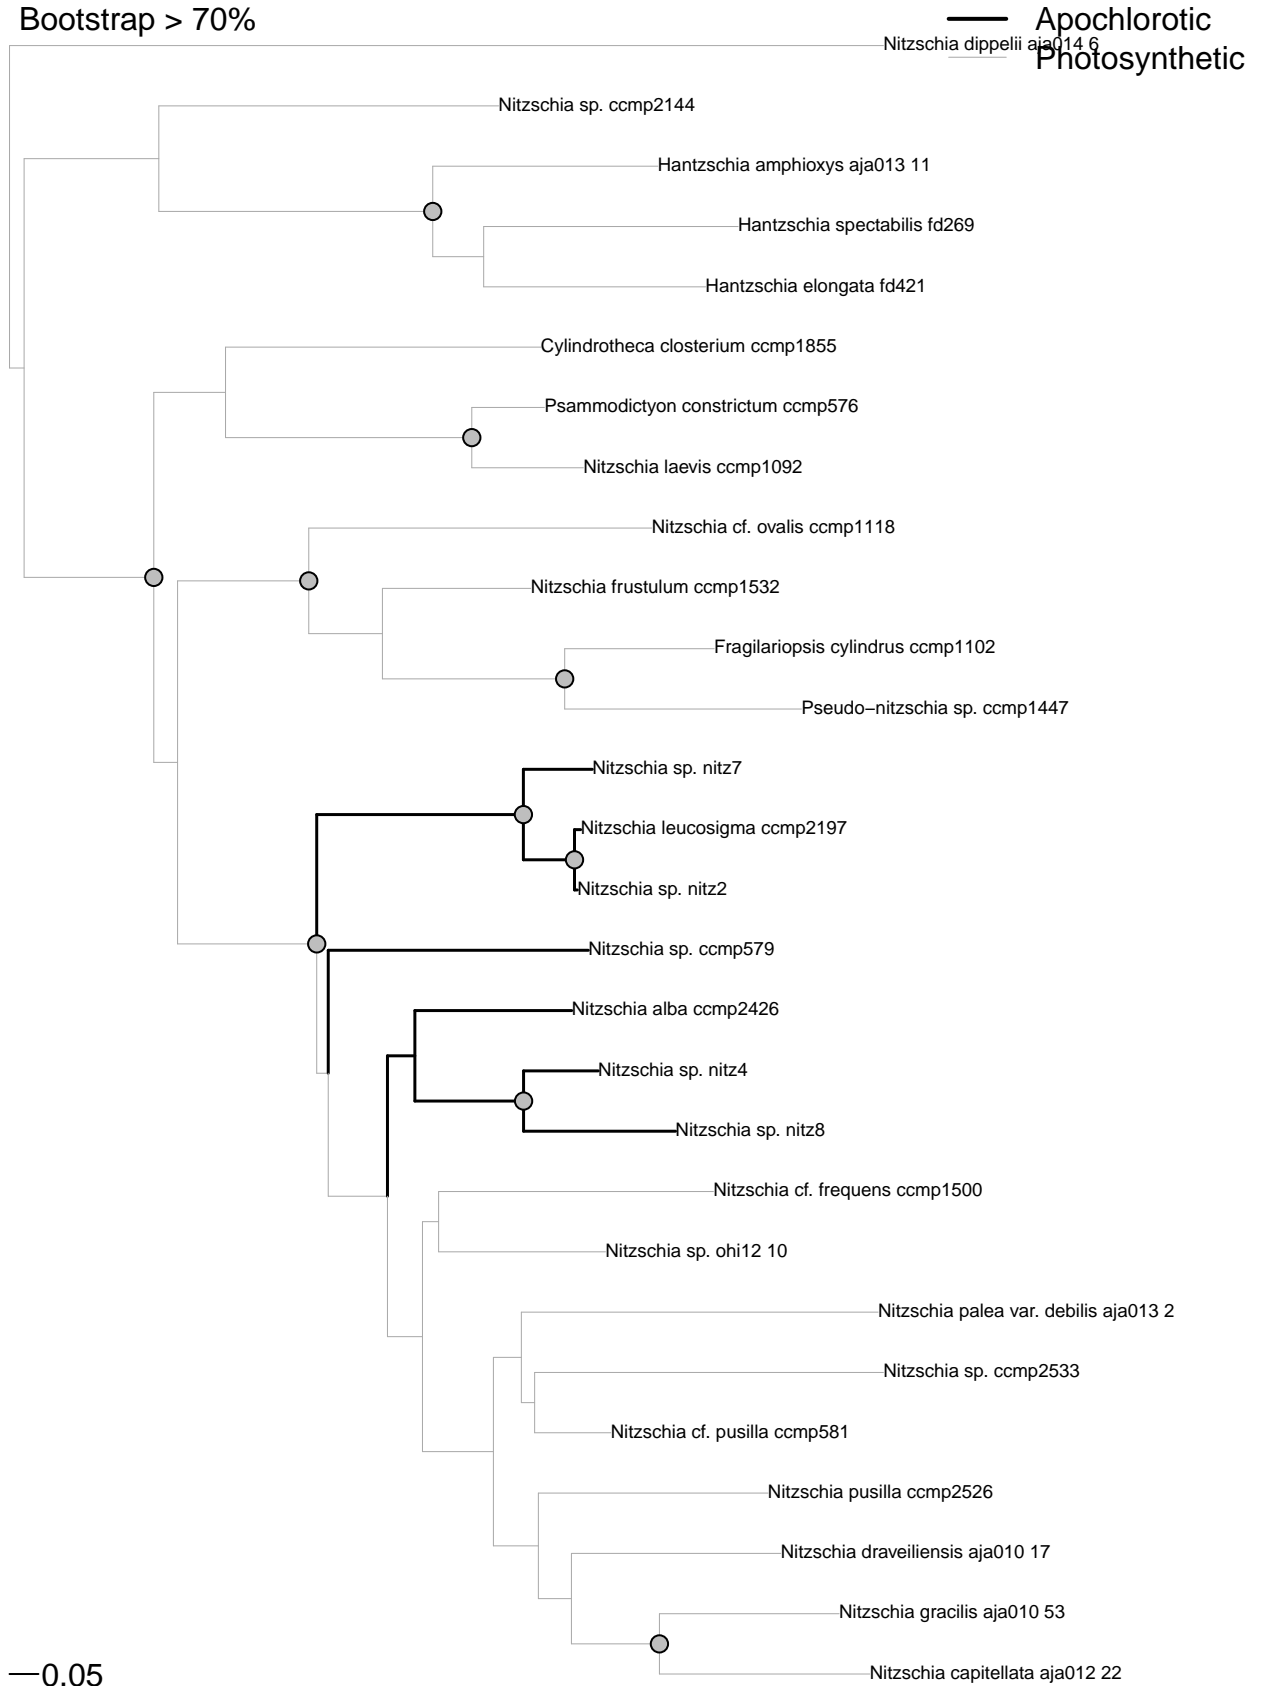 Bootstrap > 70%
Apochlorotic
Nitzschia dippelii aja014 6
Photosynthetic
Nitzschia sp. ccmp2144
Hantzschia amphioxys aja013 11
Hantzschia spectabilis fd269
Hantzschia elongata fd421
Cylindrotheca closterium ccmp1855
Psammodictyon constrictum ccmp576
Nitzschia laevis ccmp1092
Nitzschia cf. ovalis ccmp1118
Nitzschia frustulum ccmp1532
Fragilariopsis cylindrus ccmp1102
Pseudo−nitzschia sp. ccmp1447
Nitzschia sp. nitz7
Nitzschia leucosigma ccmp2197
Nitzschia sp. nitz2
Nitzschia sp. ccmp579
Nitzschia alba ccmp2426
Nitzschia sp. nitz4
Nitzschia sp. nitz8
Nitzschia cf. frequens ccmp1500
Nitzschia sp. ohi12 10
Nitzschia palea var. debilis aja013 2
Nitzschia sp. ccmp2533
Nitzschia cf. pusilla ccmp581
Nitzschia pusilla ccmp2526
Nitzschia draveiliensis aja010 17
Nitzschia gracilis aja010 53
Nitzschia capitellata aja012 22
0.05